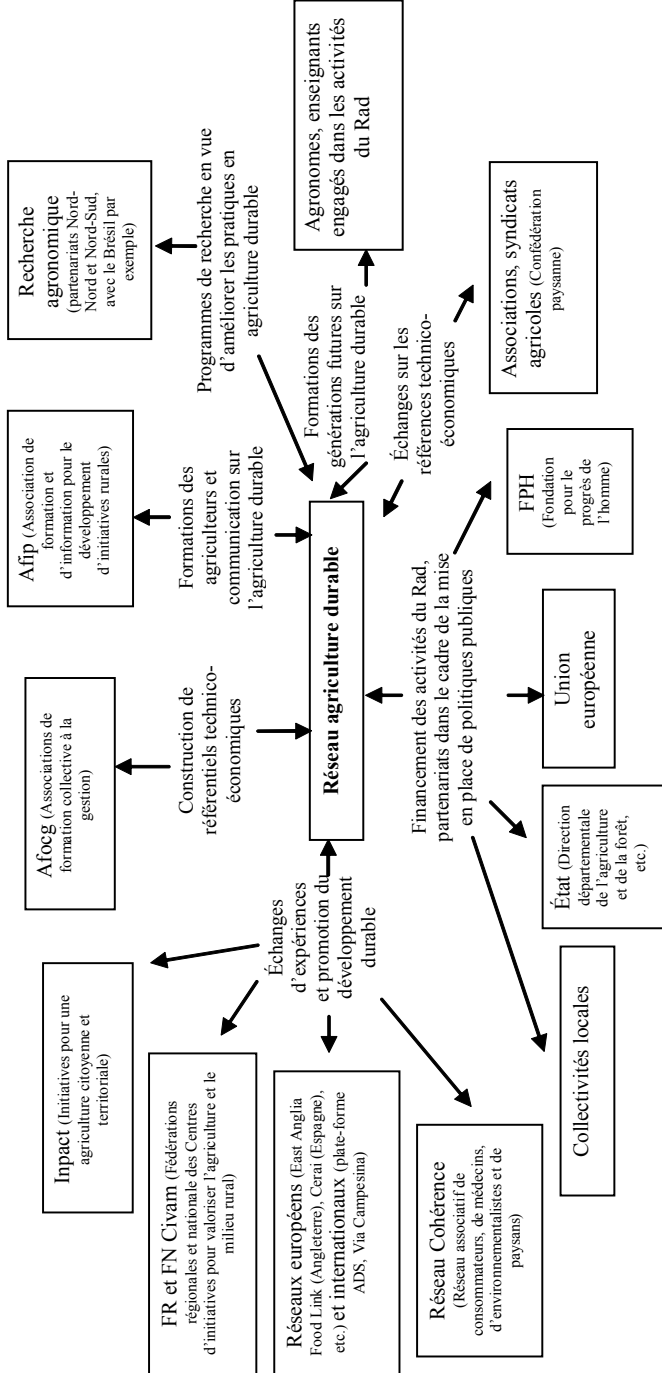 Inpact (Initiatives pour une
agriculture citoyenne et
territoriale)
Afocg (Associations de
formation collective à la
gestion)
Afip (Association de
formation et
d'information pour le
développement
d'initiatives rurales)
Recherche
agronomique
(partenariats Nord-
Nord et Nord-Sud,
avec le Brésil par
exemple)
FR et FN Civam (Fédérations
régionales et nationale des Centres
d'initiatives pour valoriser l'agriculture et le
milieu rural)
Échanges
d'expériences
et promotion du
développement
durable
Construction de
référentiels technico-
économiques
Formations des
agriculteurs et
communication sur
l'agriculture durable
Programmes de recherche en vue
d'améliorer les pratiques en
agriculture durable
Réseaux européens (East Anglia
Food Link (Angleterre), Cerai (Espagne),
etc.) et internationaux (plate-forme
ADS, Via Campesina)
Réseau agriculture durable
Formations des
générations futures sur
l'agriculture durable
Agronomes, enseignants
engagés dans les activités
du Rad
Réseau Cohérence
(Réseau associatif de
consommateurs, de médecins,
d'environnementalistes et de
paysans)
Financement des activités du Rad,
partenariats dans le cadre de la mise
en place de politiques publiques
Échanges sur les
références technico-
économiques
Collectivités locales
État (Direction
départementale
de l'agriculture
et de la forêt,
etc.)
Union
européenne
FPH
(Fondation
pour le
progrès de
l'homme)
Associations, syndicats
agricoles (Confédération
paysanne)